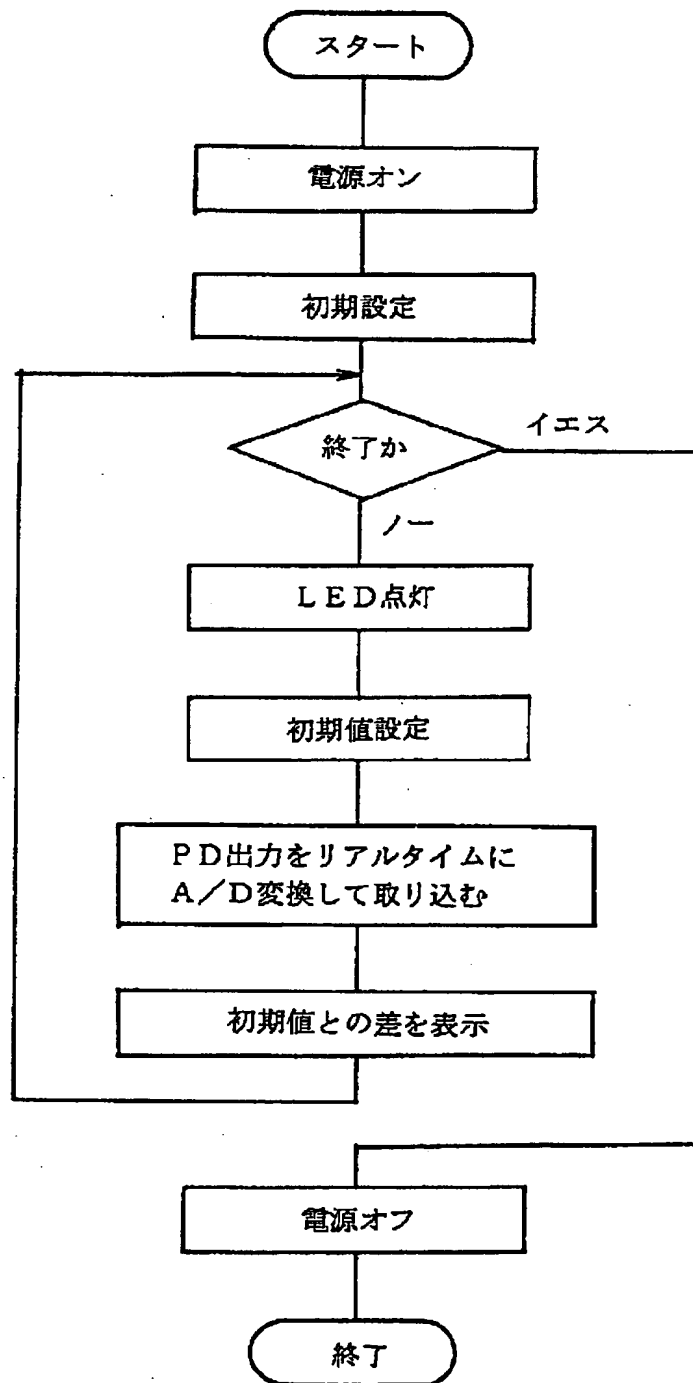 スタート
電源オン
初期設定
終了か
イエス
ノー
LED点灯
初期値設定
PD出力をリアルタイムに
A/D変換して取り込む
初期値との差を表示
電源オフ
終了